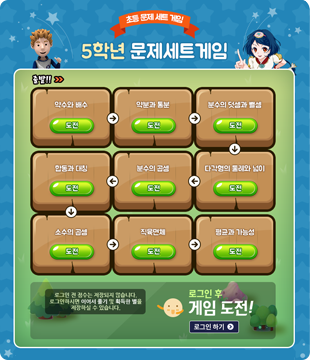 초등 문제 세트 게임
5학년 문제세트게임
출발!!
약수와 배수
도전
약분과 통분
도전
분수의 덧셈과 뺄셈
도전
합동과 대칭
도전
분수의 곱셈
도전
다각형의 둘레와 넓이
도전
소수의 곱셈
도전
직육면체
도전
평균과 가능성
도전
로그인 전 점수는 저장되지 않습니다.
로그인하시면 이어서 풀기 및 획득한 별을
저장하실 수 있습니다.
로그인 후
게임 도전!
로그인 하기